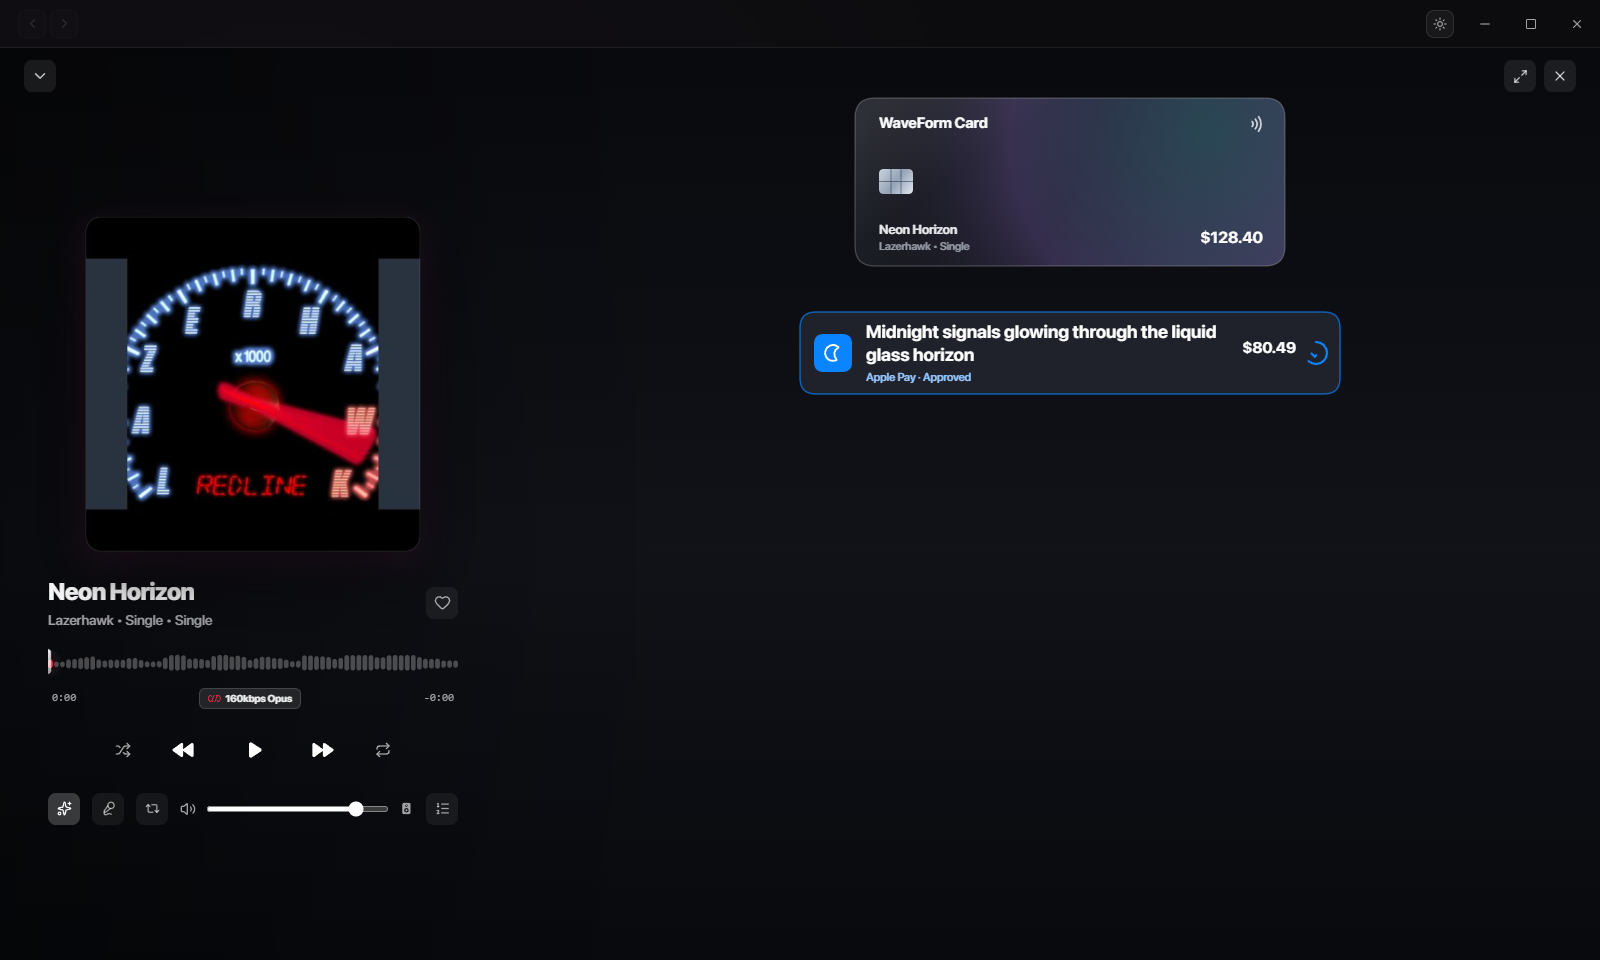 WaveForm Card
Neon Horizon
Lazerhawk • Single
$128.40
Midnight signals glowing through the liquid
glass horizon
$80.49
Apple Pay · Approved
L A Z E R H A W K
x1000
REDLINE
Neon Horizon
Lazerhawk • Single • Single
0:00
160kbps Opus
-0:00